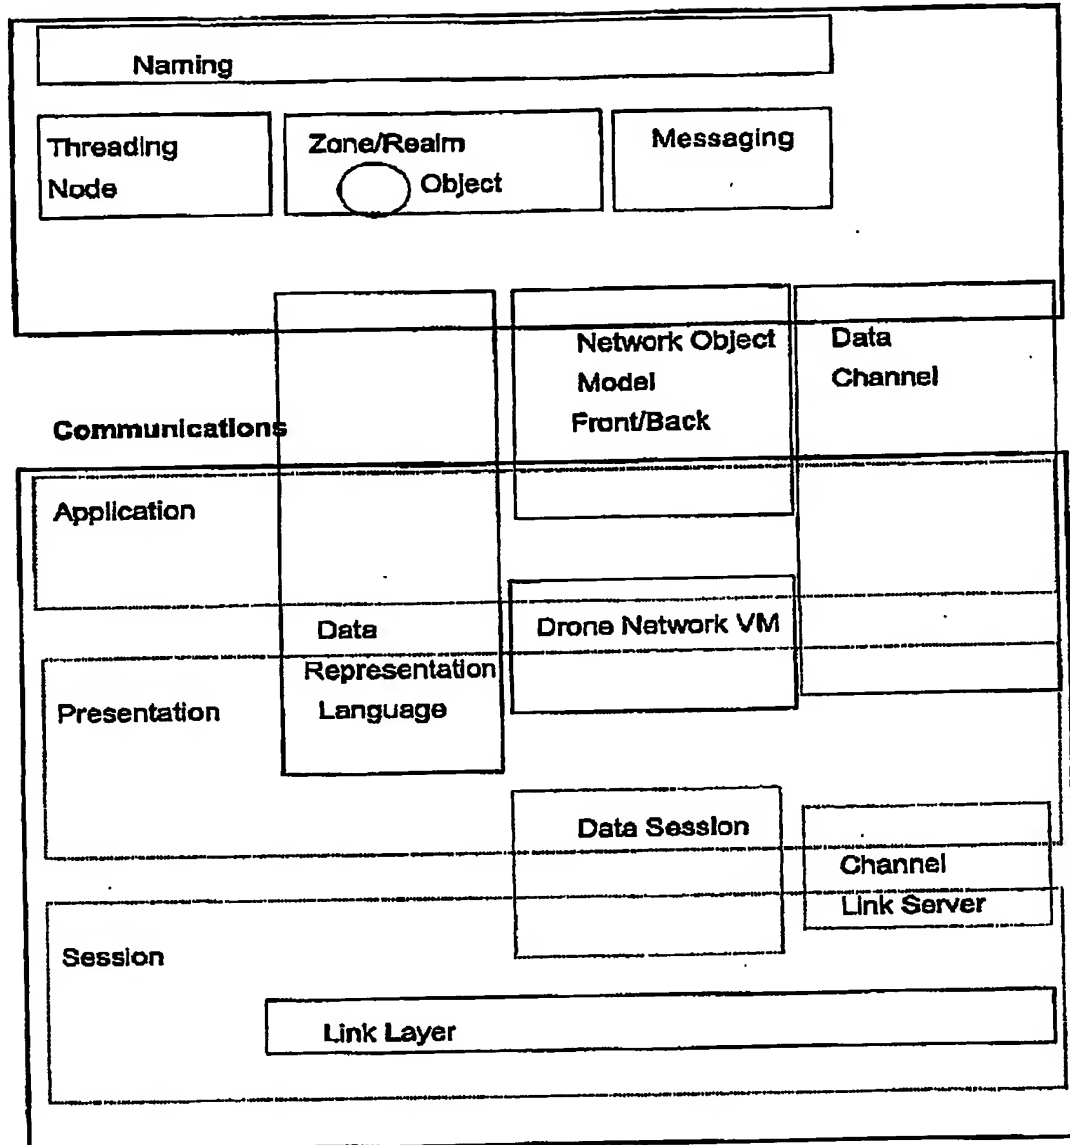 Naming
Threading
Node
Zone/Realm
Object
Messaging
Network Object
Model
Front/Back
Data
Channel
Communications
Application
Data
Representation
Language
Drone Network VM
Presentation
Data Session
Channel
Link Server
Session
Link Layer